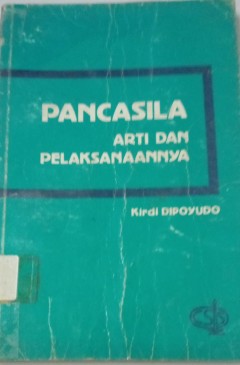 PANCASILA
ARTI DAN
PELAKSANAANNYA
Kirdi DIPOYUDO